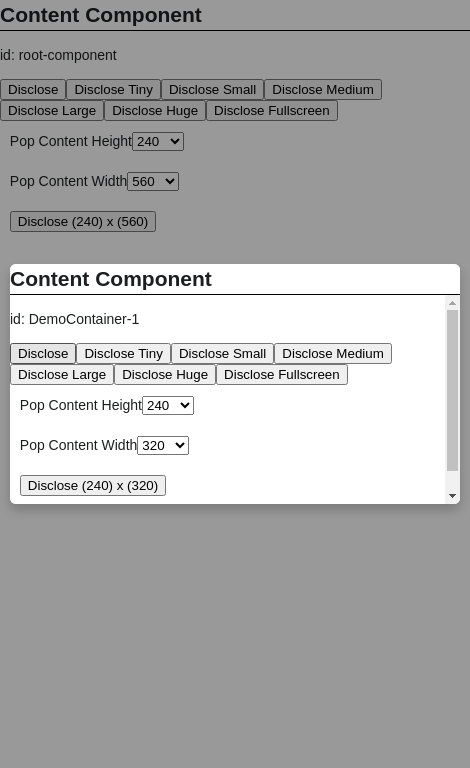 Content Component
id: root-component
Disclose Disclose Tiny Disclose Small Disclose Medium
Disclose Large Disclose Huge Disclose Fullscreen
Pop Content Height 240
Pop Content Width 560
Disclose (240) x (560)
Content Component
id: DemoContainer-1
Disclose Disclose Tiny Disclose Small Disclose Medium
Disclose Large Disclose Huge Disclose Fullscreen
Pop Content Height 240
Pop Content Width 320
Disclose (240) x (320)